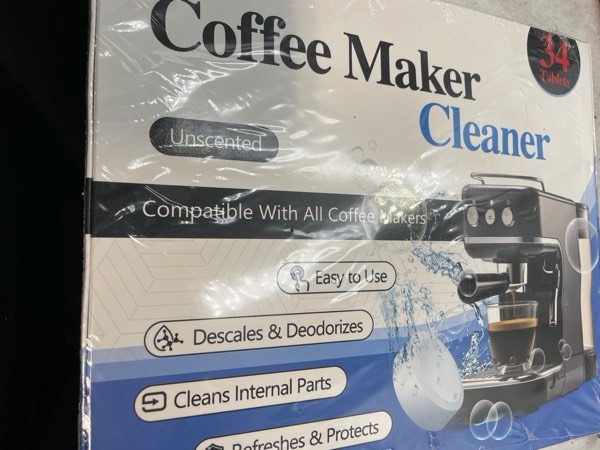 Coffee Maker
Cleaner
34
Tablets
Unscented
Compatible With All Coffee Makers
Easy to Use
Descales & Deodorizes
Cleans Internal Parts
Refreshes & Protects